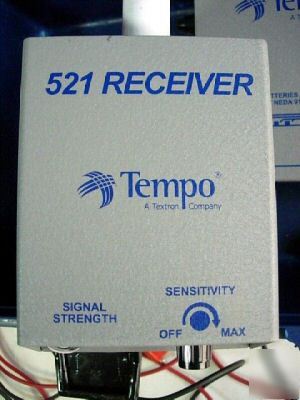 521 RECEIVER
Tempo®
A Textron Company
SIGNAL
STRENGTH
SENSITIVITY
OFF MAX